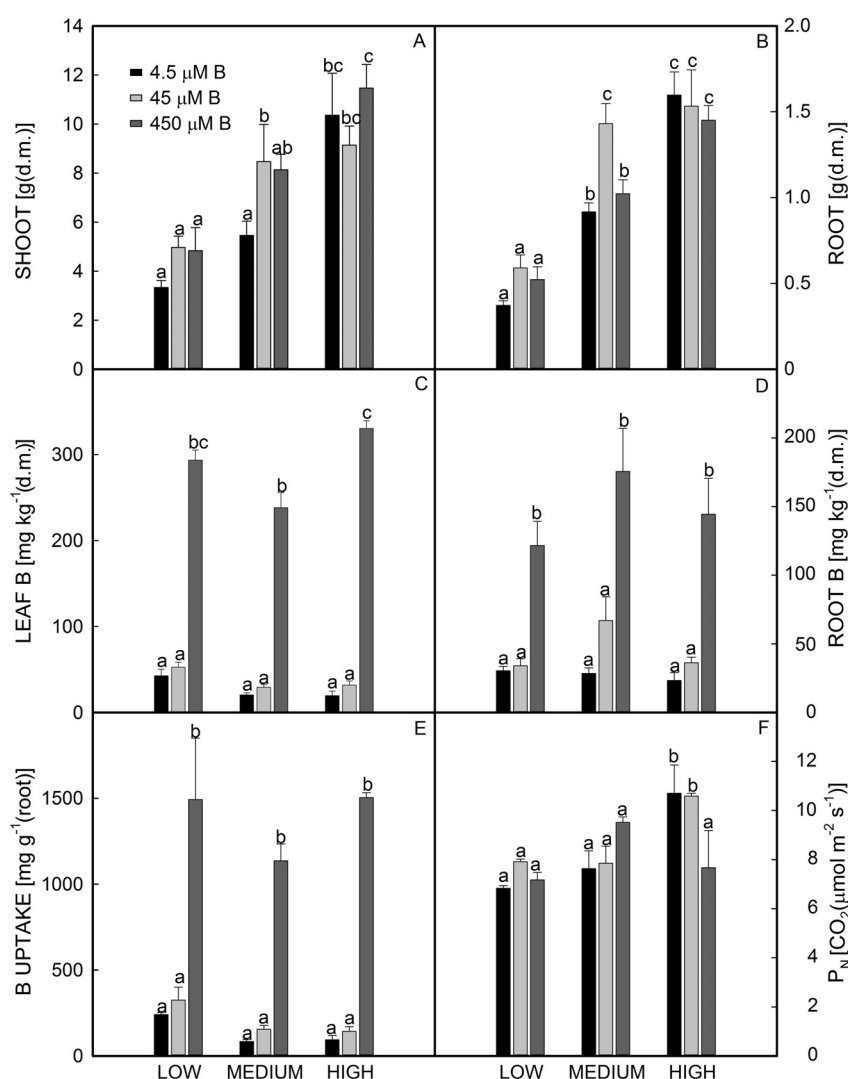 A
4.5 μM B
45 μM B
450 μM B
SHOOT [g(d.m.)]
14
12
10
8
6
4
2
0
a
a
a
a
b
ab
bc
bc
c
B
ROOT [g(d.m.)]
2.0
1.5
1.0
0.5
0
a
a
a
b
c
b
c
c
c
C
LEAF B [mg kg⁻¹(d.m.)]
300
200
100
0
a
a
bc
a
a
b
a
a
c
D
ROOT B [mg kg⁻¹(d.m.)]
200
150
100
50
0
a
a
b
a
a
b
a
a
b
E
B UPTAKE [mg g⁻¹(root)]
1500
1000
500
0
a
a
b
a
a
b
a
a
b
F
P_N [CO₂(μmol m⁻² s⁻¹)]
12
10
8
6
4
2
0
a
a
a
a
a
a
b
b
a
LOW MEDIUM HIGH LOW MEDIUM HIGH